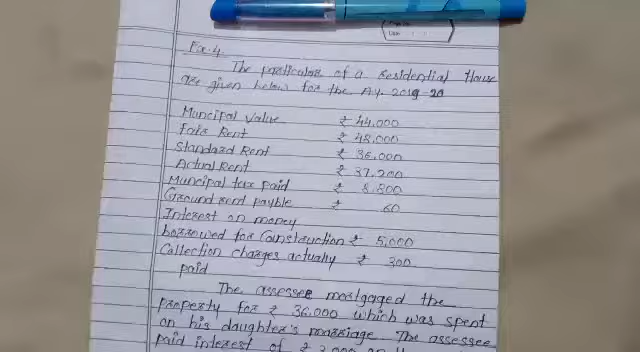 Ex-4
The particulars of a Residential House
are given below for the A.y. 2019-20
Muncipal Value ₹ 44,000
Fair Rent ₹ 48,000
Standard Rent ₹ 36,000
Actual Rent ₹ 37,200
Muncipal tax paid ₹ 8,800
Ground rent payble ₹ 60
Interest on money
borrowed for Construction ₹ 5,000
Collection charges actually ₹ 300
paid
The assessee mortgaged the
property for ₹ 36,000 which was spent
on his daughter's marriage. The assessee
paid interest of ₹